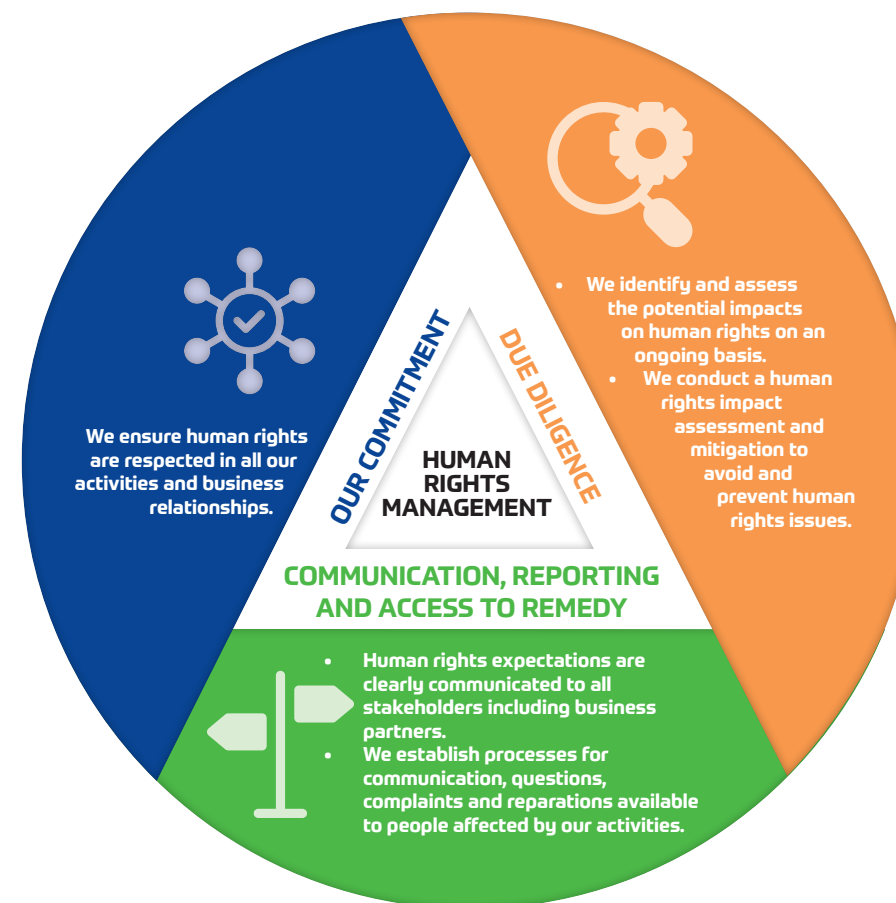 We ensure human rights
are respected in all our
activities and business
relationships.
OUR COMMITMENT
HUMAN
RIGHTS
MANAGEMENT
DUE DILIGENCE
• We identify and assess
the potential impacts
on human rights on an
ongoing basis.
• We conduct a human
rights impact
assessment and
mitigation to
avoid and
prevent human
rights issues.
COMMUNICATION, REPORTING
AND ACCESS TO REMEDY
• Human rights expectations are
clearly communicated to all
stakeholders including business
partners.
• We establish processes for
communication, questions,
complaints and reparations available
to people affected by our activities.